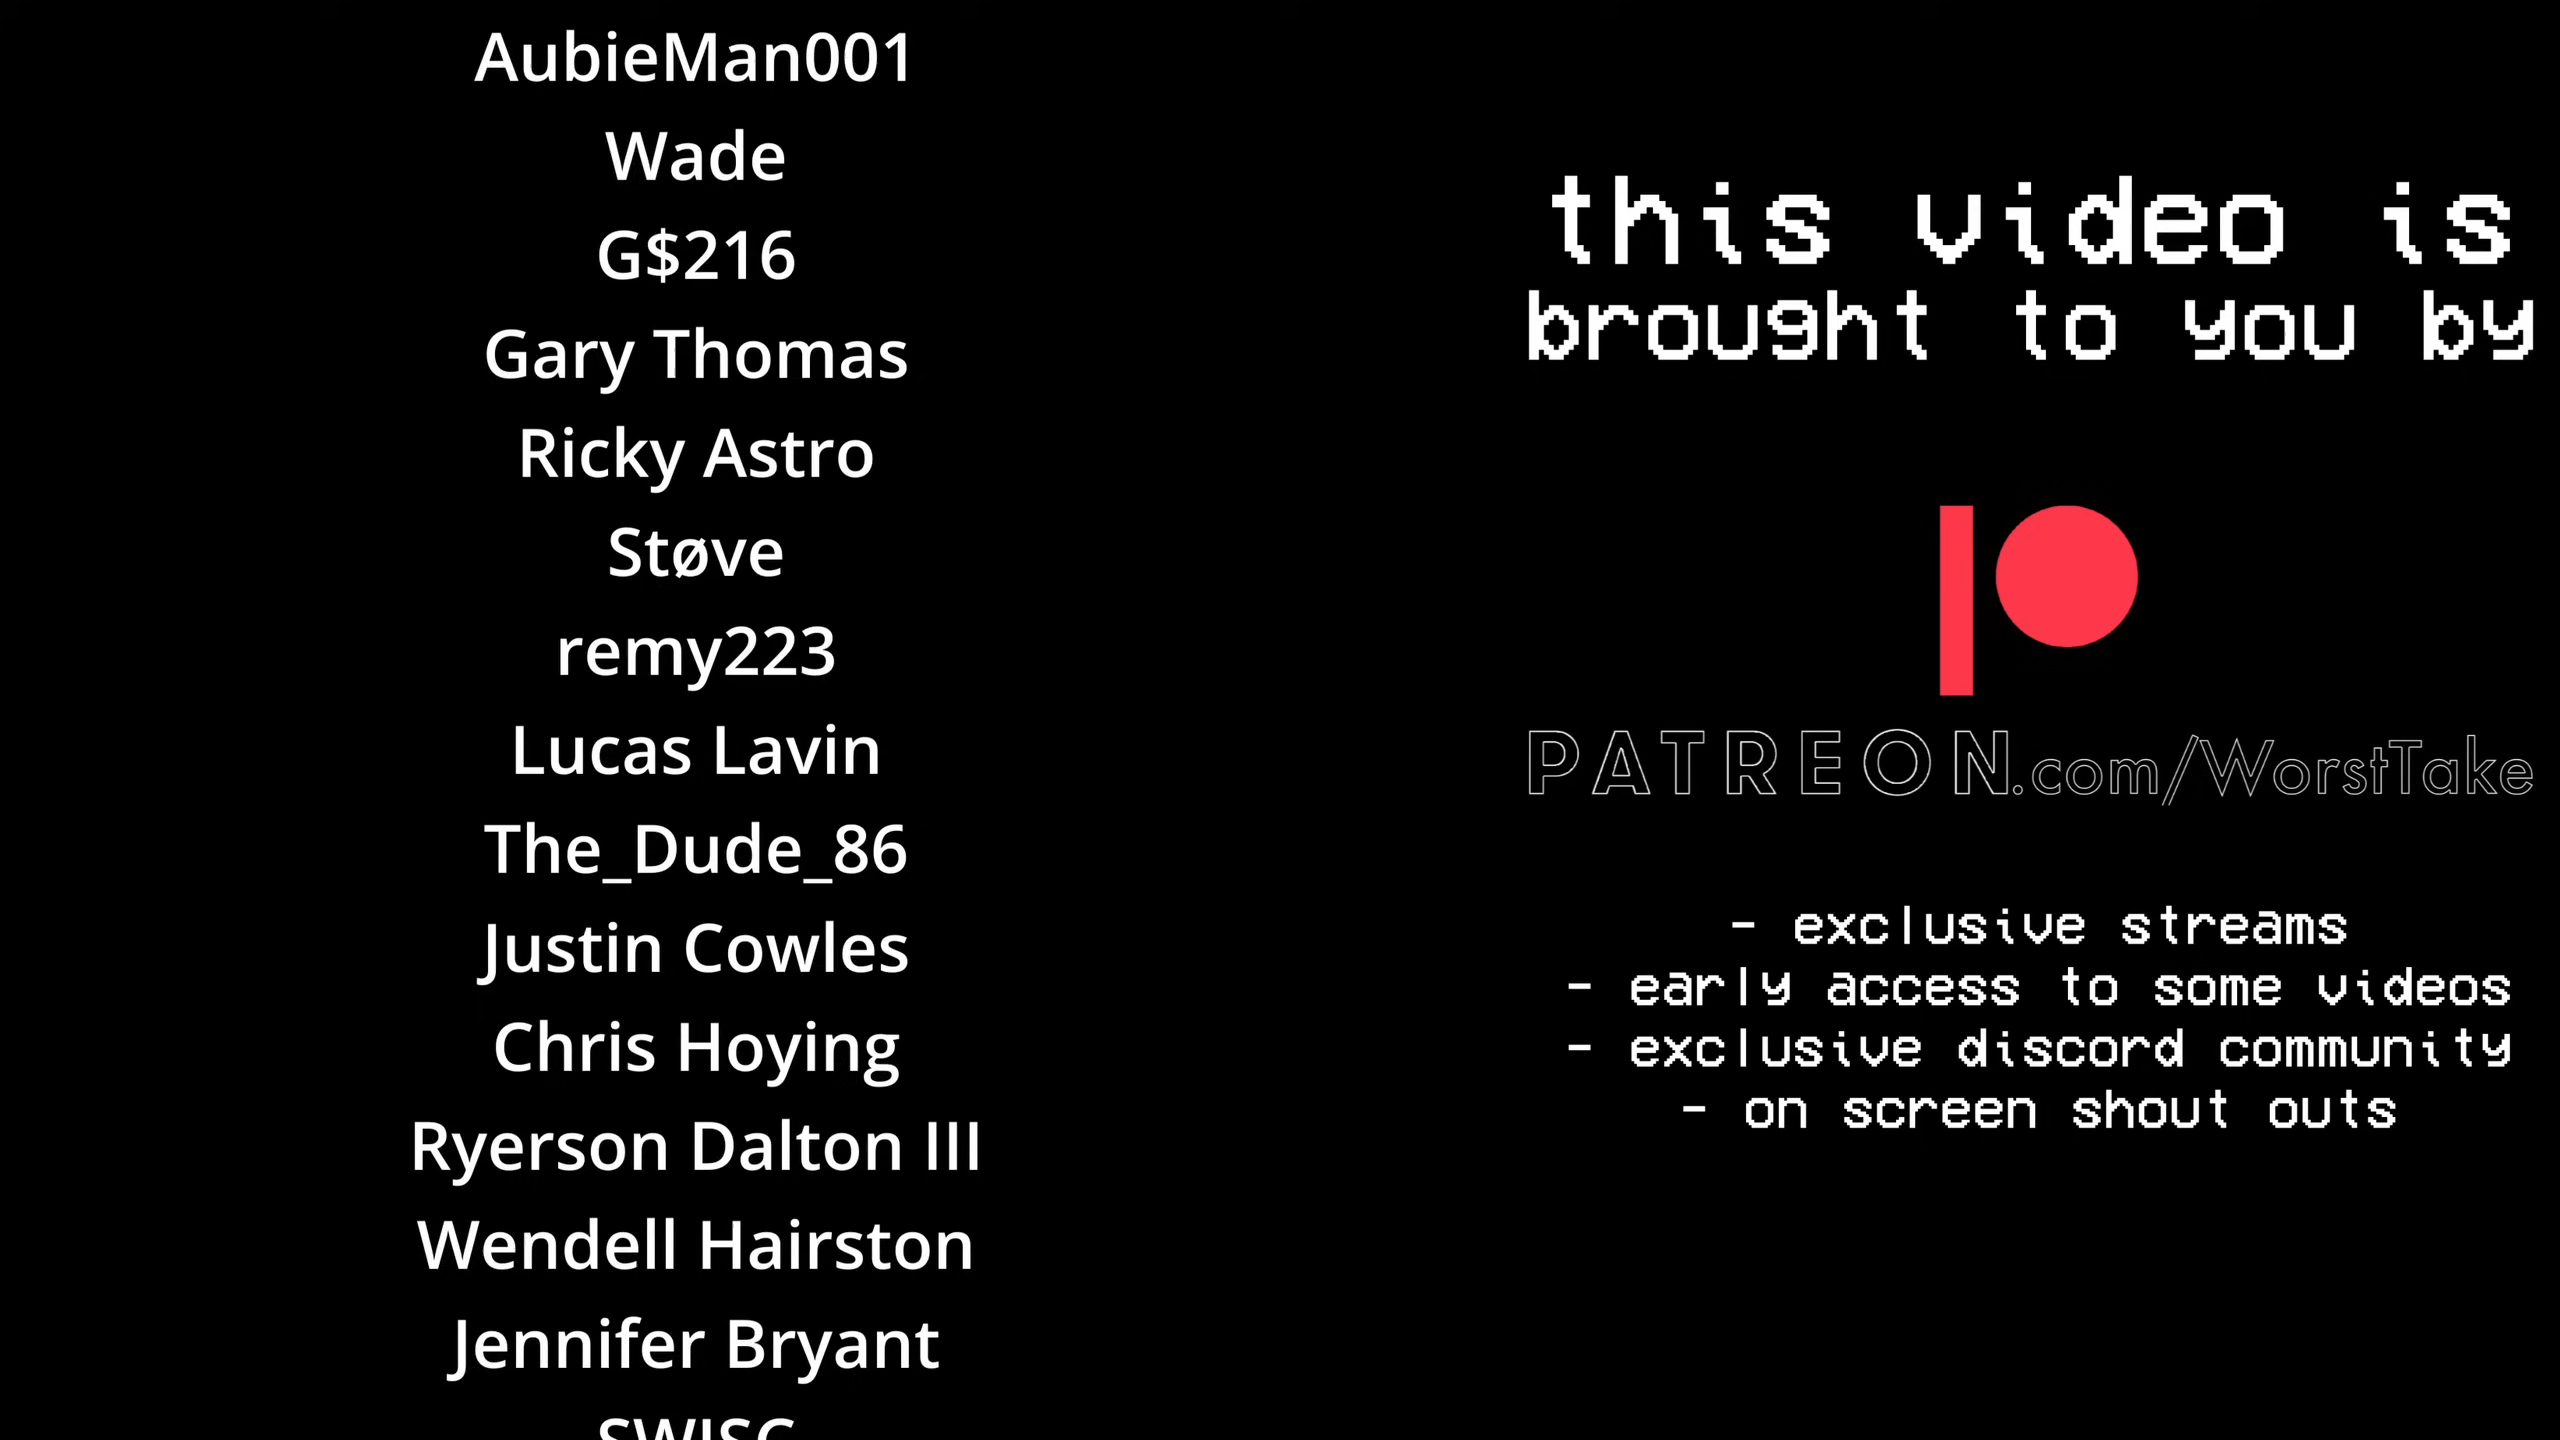 AubieMan001
Wade
G$216
Gary Thomas
Ricky Astro
Støve
remy223
Lucas Lavin
The_Dude_86
Justin Cowles
Chris Hoying
Ryerson Dalton III
Wendell Hairston
Jennifer Bryant
this video is
brought to you by
PATREON.com/WorstTake
- exclusive streams
- early access to some videos
- exclusive discord community
- on screen shout outs